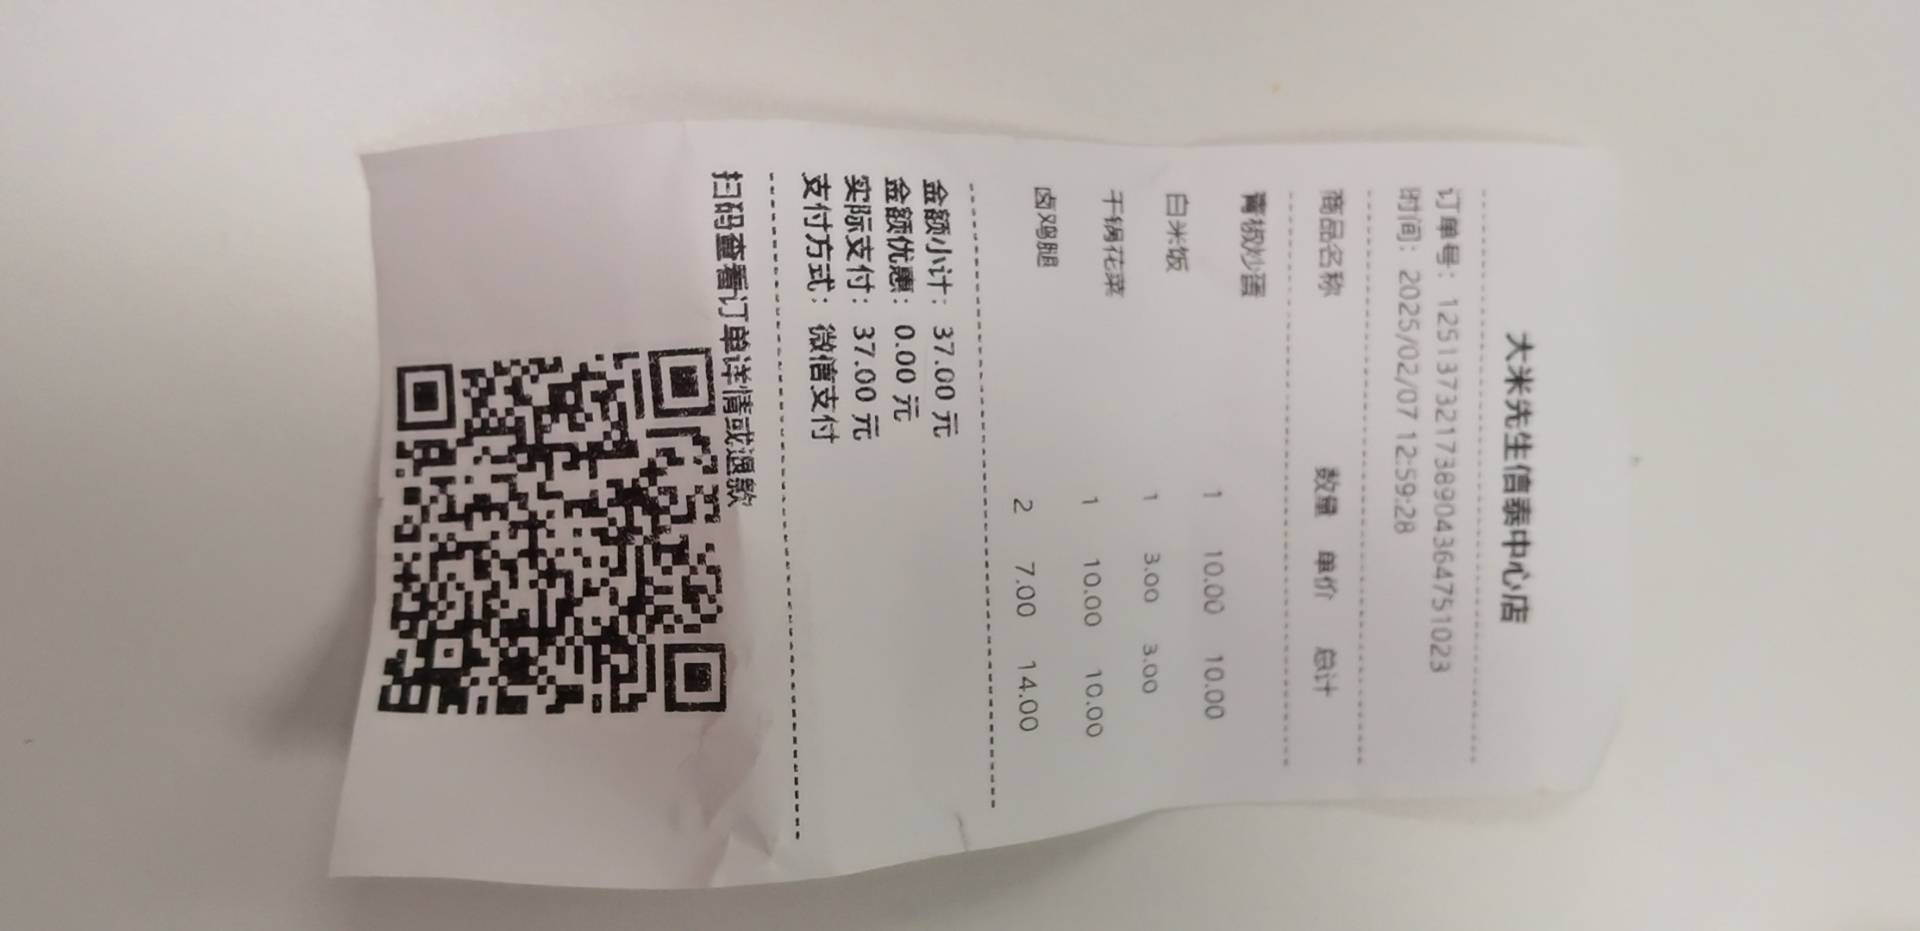 大米先生信泰中心店
订单号：1251373217389043647​51023
时间：2025/02/07 12:59:28
商品名称 数量 单价 总计
青椒炒蛋
1 10.00 10.00
白米饭
1 3.00 3.00
干锅花菜
1 10.00 10.00
卤鸡腿
2 7.00 14.00
金额小计：37.00 元
金额优惠：0.00 元
实际支付：37.00 元
支付方式：微信支付
扫码查看订单详情或退款